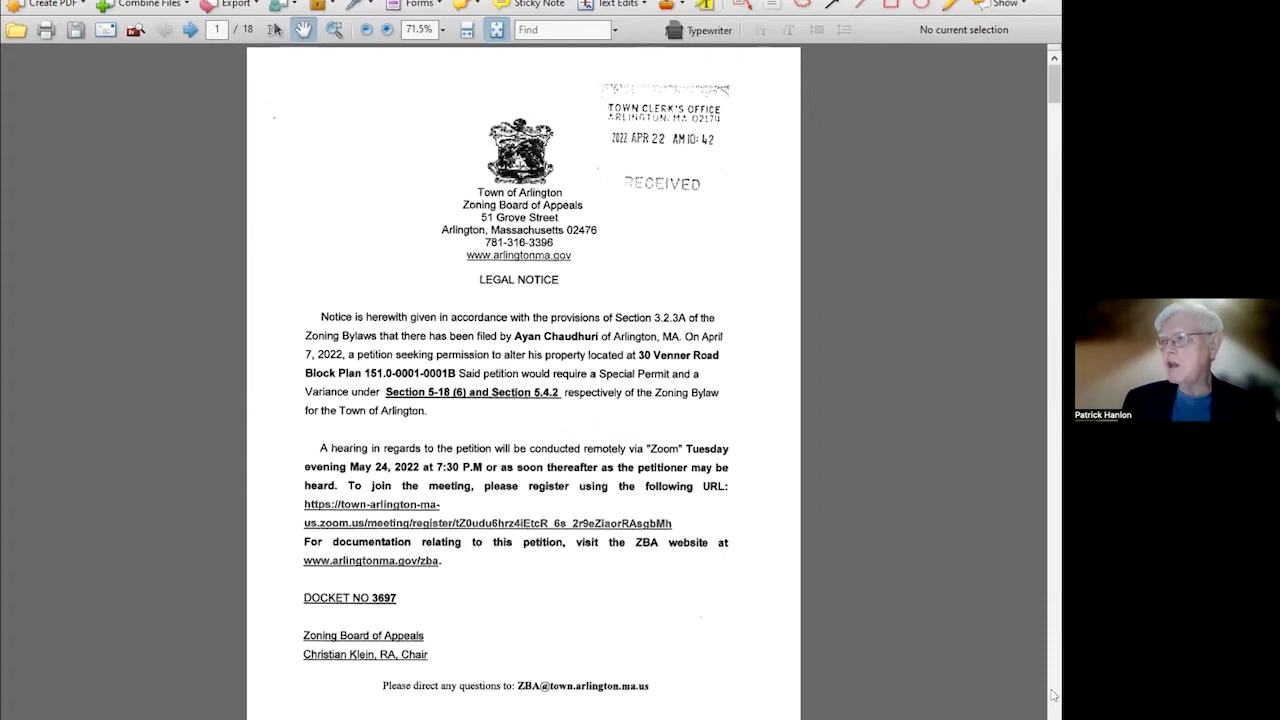 Create PDF
Combine Files
Export
Forms
Sticky Note
Text Edits
Show
1 / 18
71.5%
Find
Typewriter
No current selection
TOWN CLERK'S OFFICE
ARLINGTON, MA 02174
2022 APR 22 AM 10: 42
RECEIVED
Town of Arlington
Zoning Board of Appeals
51 Grove Street
Arlington, Massachusetts 02476
781-316-3396
www.arlingtonma.gov
LEGAL NOTICE
Notice is herewith given in accordance with the provisions of Section 3.2.3A of the
Zoning Bylaws that there has been filed by Ayan Chaudhuri of Arlington, MA. On April
7, 2022, a petition seeking permission to alter his property located at 30 Venner Road
Block Plan 151.0-0001-0001B Said petition would require a Special Permit and a
Variance under Section 5-18 (6) and Section 5.4.2 respectively of the Zoning Bylaw
for the Town of Arlington.
A hearing in regards to the petition will be conducted remotely via "Zoom" Tuesday
evening May 24, 2022 at 7:30 P.M or as soon thereafter as the petitioner may be
heard. To join the meeting, please register using the following URL:
https://town-arlington-ma-
us.zoom.us/meeting/register/tZ0udu6hrz4iEtcR_6s_2r9eZlaorRAsgbMh
For documentation relating to this petition, visit the ZBA website at
www.arlingtonma.gov/zba.
DOCKET NO 3697
Zoning Board of Appeals
Christian Klein, RA, Chair
Please direct any questions to: ZBA@town.arlington.ma.us
Patrick Hanlon